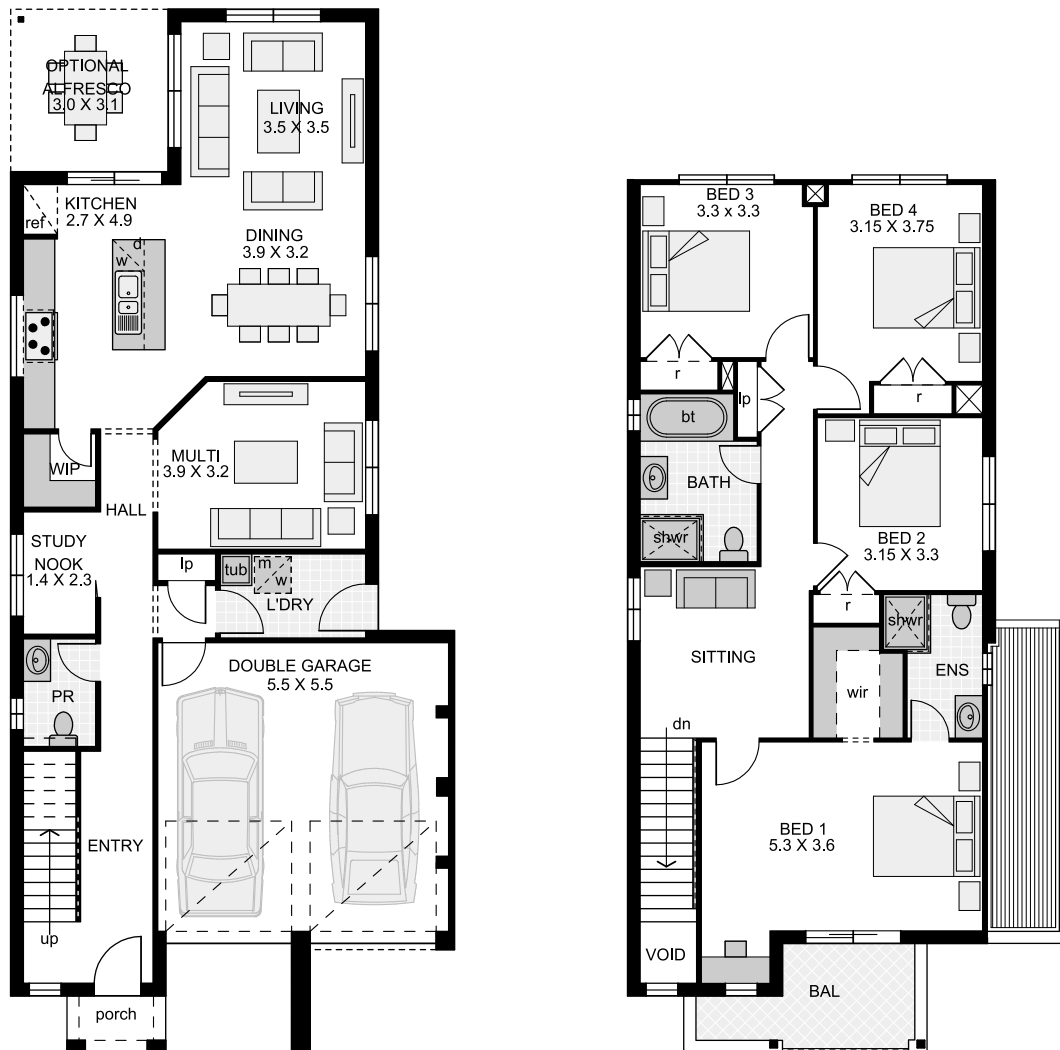 OPTIONAL
ALFRESCO
3.0 X 3.1
LIVING
3.5 X 3.5
KITCHEN
2.7 X 4.9
ref
d
w
DINING
3.9 X 3.2
MULTI
3.9 X 3.2
WIP
HALL
STUDY
NOOK
1.4 X 2.3
lp
tub
m
w
L'DRY
PR
DOUBLE GARAGE
5.5 X 5.5
ENTRY
up
porch
BED 3
3.3 x 3.3
BED 4
3.15 X 3.75
r
lp
r
bt
BATH
shwr
BED 2
3.15 X 3.3
r
shwr
SITTING
wir
ENS
dn
BED 1
5.3 X 3.6
VOID
BAL